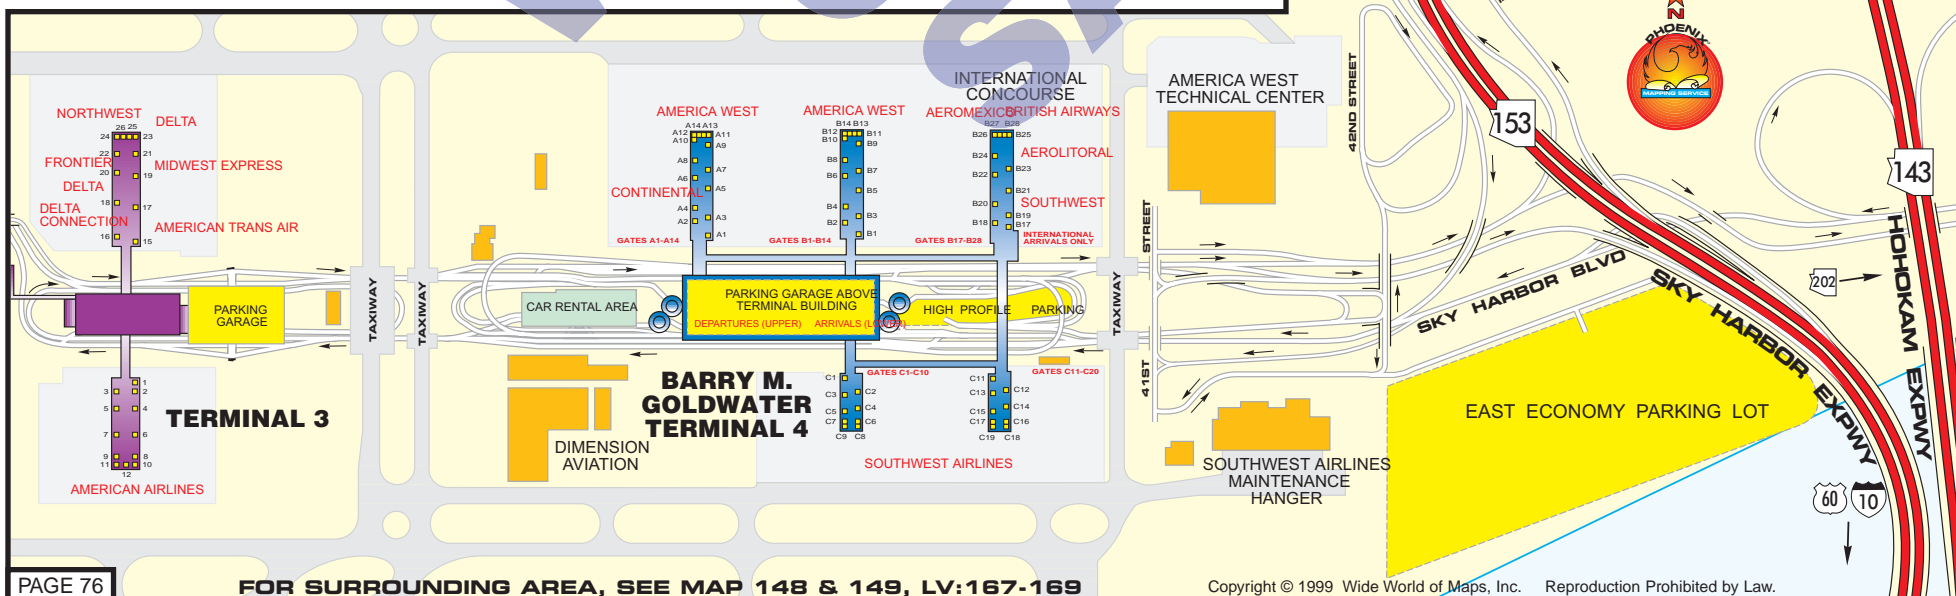 NORTHWEST
DELTA
26 25
24
23
22
21
FRONTIER
MIDWEST EXPRESS
20
19
DELTA
18
17
DELTA
CONNECTION
AMERICAN TRANS AIR
16
15
PARKING
GARAGE
1
3
2
5
4
7
6
9
8
11
10
12
TERMINAL 3
AMERICAN AIRLINES
TAXIWAY
TAXIWAY
AMERICA WEST
A14 A13
A12
A11
A10
A9
A8
A7
A6
A5
CONTINENTAL
A4
A3
A2
A1
GATES A1-A14
AMERICA WEST
B14 B13
B12
B11
B10
B9
B8
B7
B6
B5
B4
B3
B2
B1
GATES B1-B14
INTERNATIONAL
CONCOURSE
AEROMEXICO
BRITISH AIRWAYS
B27 B28
B26
B25
AEROLITORAL
B24
B23
B22
B21
B20
SOUTHWEST
B19
B18
B17
GATES B17-B28
INTERNATIONAL
ARRIVALS ONLY
CAR RENTAL AREA
PARKING GARAGE ABOVE
TERMINAL BUILDING
DEPARTURES (UPPER)
ARRIVALS (LOWER)
HIGH PROFILE
PARKING
TAXIWAY
BARRY M.
GOLDWATER
TERMINAL 4
DIMENSION
AVIATION
GATES C1-C10
C1
C2
C3
C4
C5
C6
C7
C9
C8
GATES C11-C20
C11
C12
C13
C14
C15
C16
C17
C19
C18
SOUTHWEST AIRLINES
AMERICA WEST
TECHNICAL CENTER
42ND STREET
41ST
STREET
SOUTHWEST AIRLINES
MAINTENANCE
HANGER
SKY HARBOR BLVD
SKY HARBOR EXPWY
HOHOKAM EXPWY
153
143
202
60
10
EAST ECONOMY PARKING LOT
N
PHOENIX
MAPPING SERVICE
PAGE 76
FOR SURROUNDING AREA, SEE MAP 148 & 149, LV:167-169
Copyright © 1999 Wide World of Maps, Inc.
Reproduction Prohibited by Law.